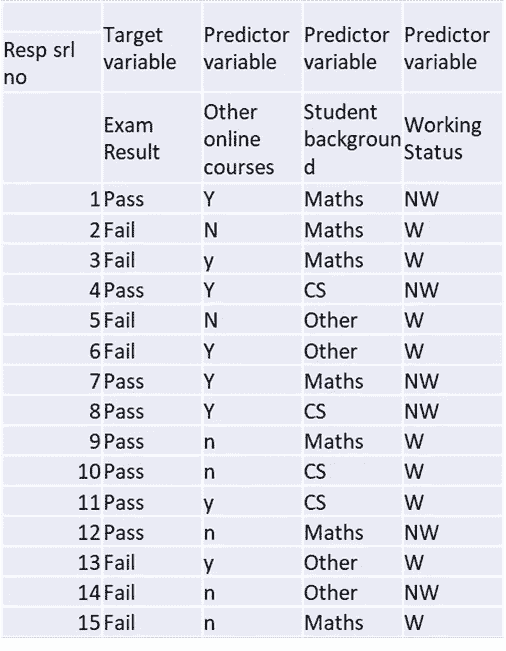 Resp srl no Target variable Predictor variable Predictor variable Predictor variable
Exam Result Other online courses Student backgroun d Working Status
1 Pass Y Maths NW
2 Fail N Maths W
3 Fail y Maths W
4 Pass Y CS NW
5 Fail N Other W
6 Fail Y Other W
7 Pass Y Maths NW
8 Pass Y CS NW
9 Pass n Maths W
10 Pass n CS W
11 Pass y CS W
12 Pass n Maths NW
13 Fail y Other W
14 Fail n Other NW
15 Fail n Maths W